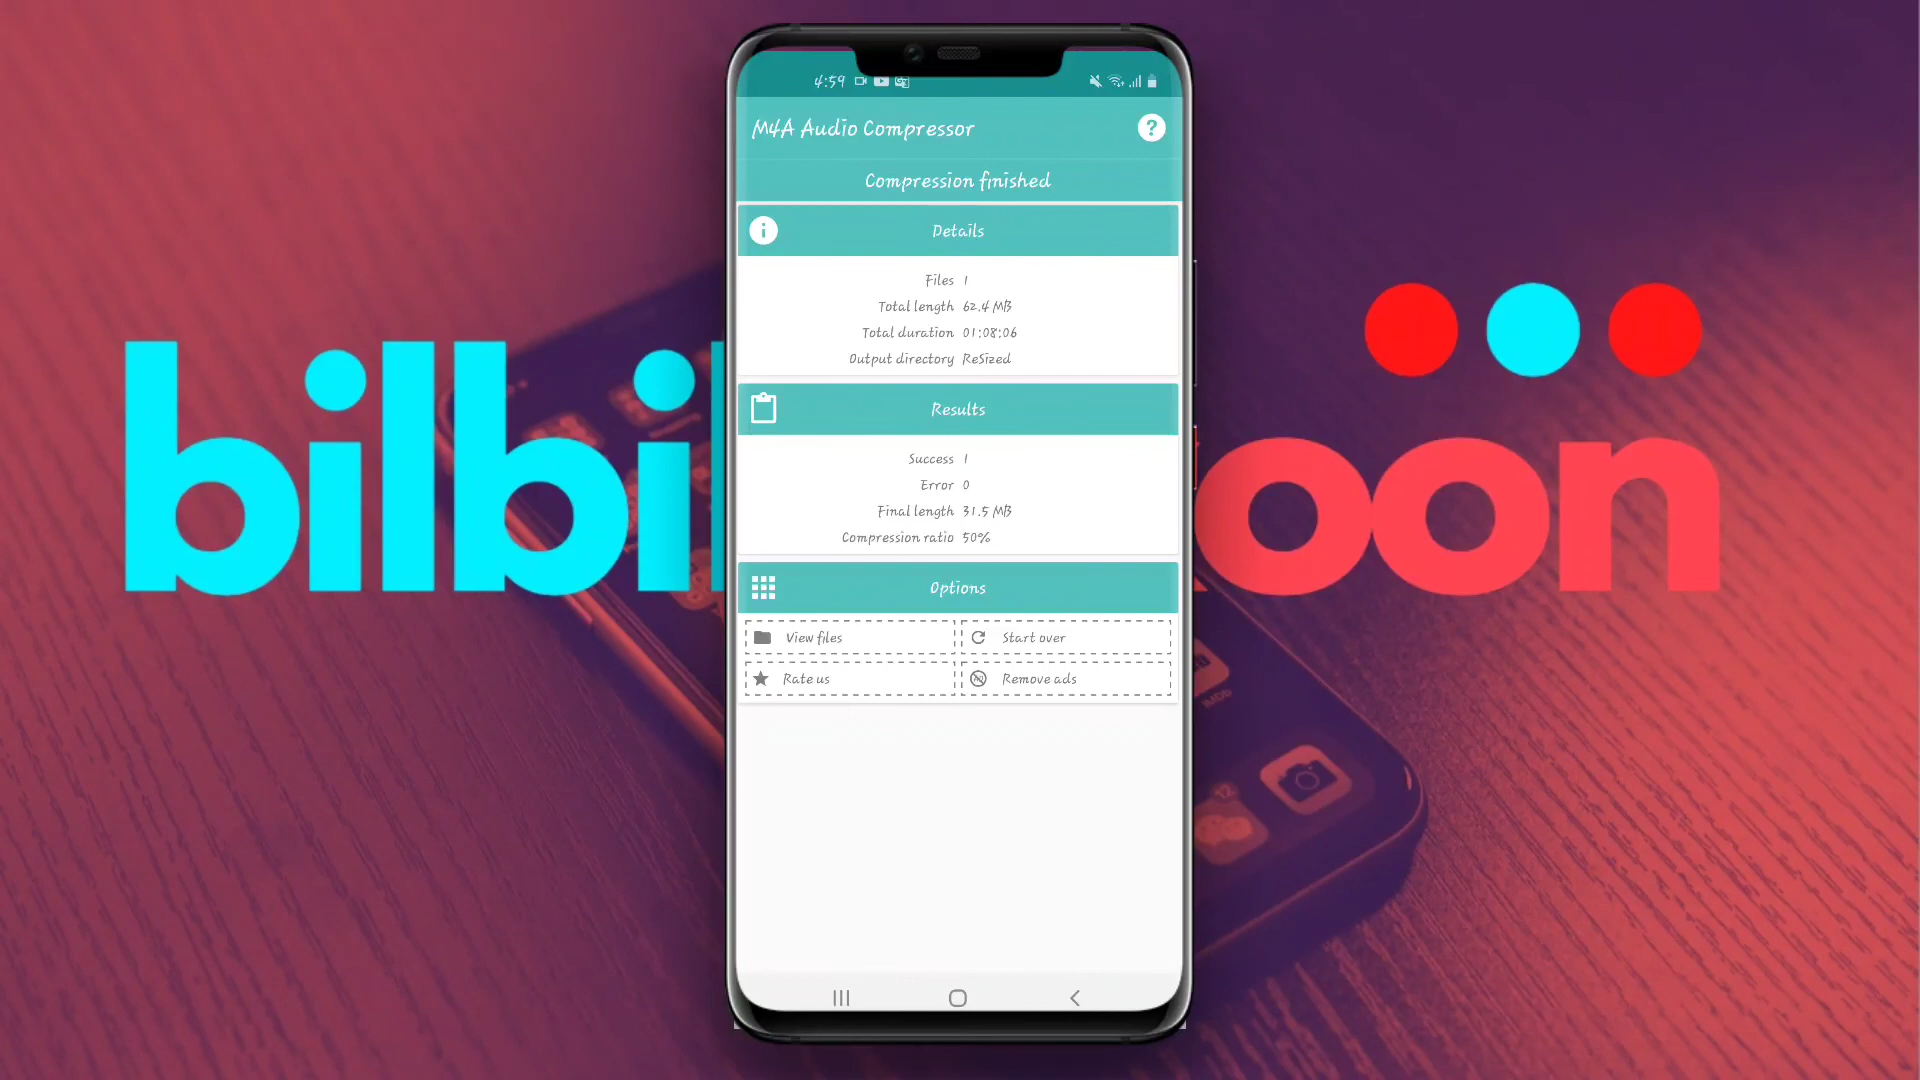 4:59
M4A Audio Compressor
?
Compression finished
Details
Files 1
Total length 62.4 MB
Total duration 01:08:06
Output directory ReSized
Results
Success 1
Error 0
Final length 31.5 MB
Compression ratio 50%
Options
View files
Start over
Rate us
Remove ads
12